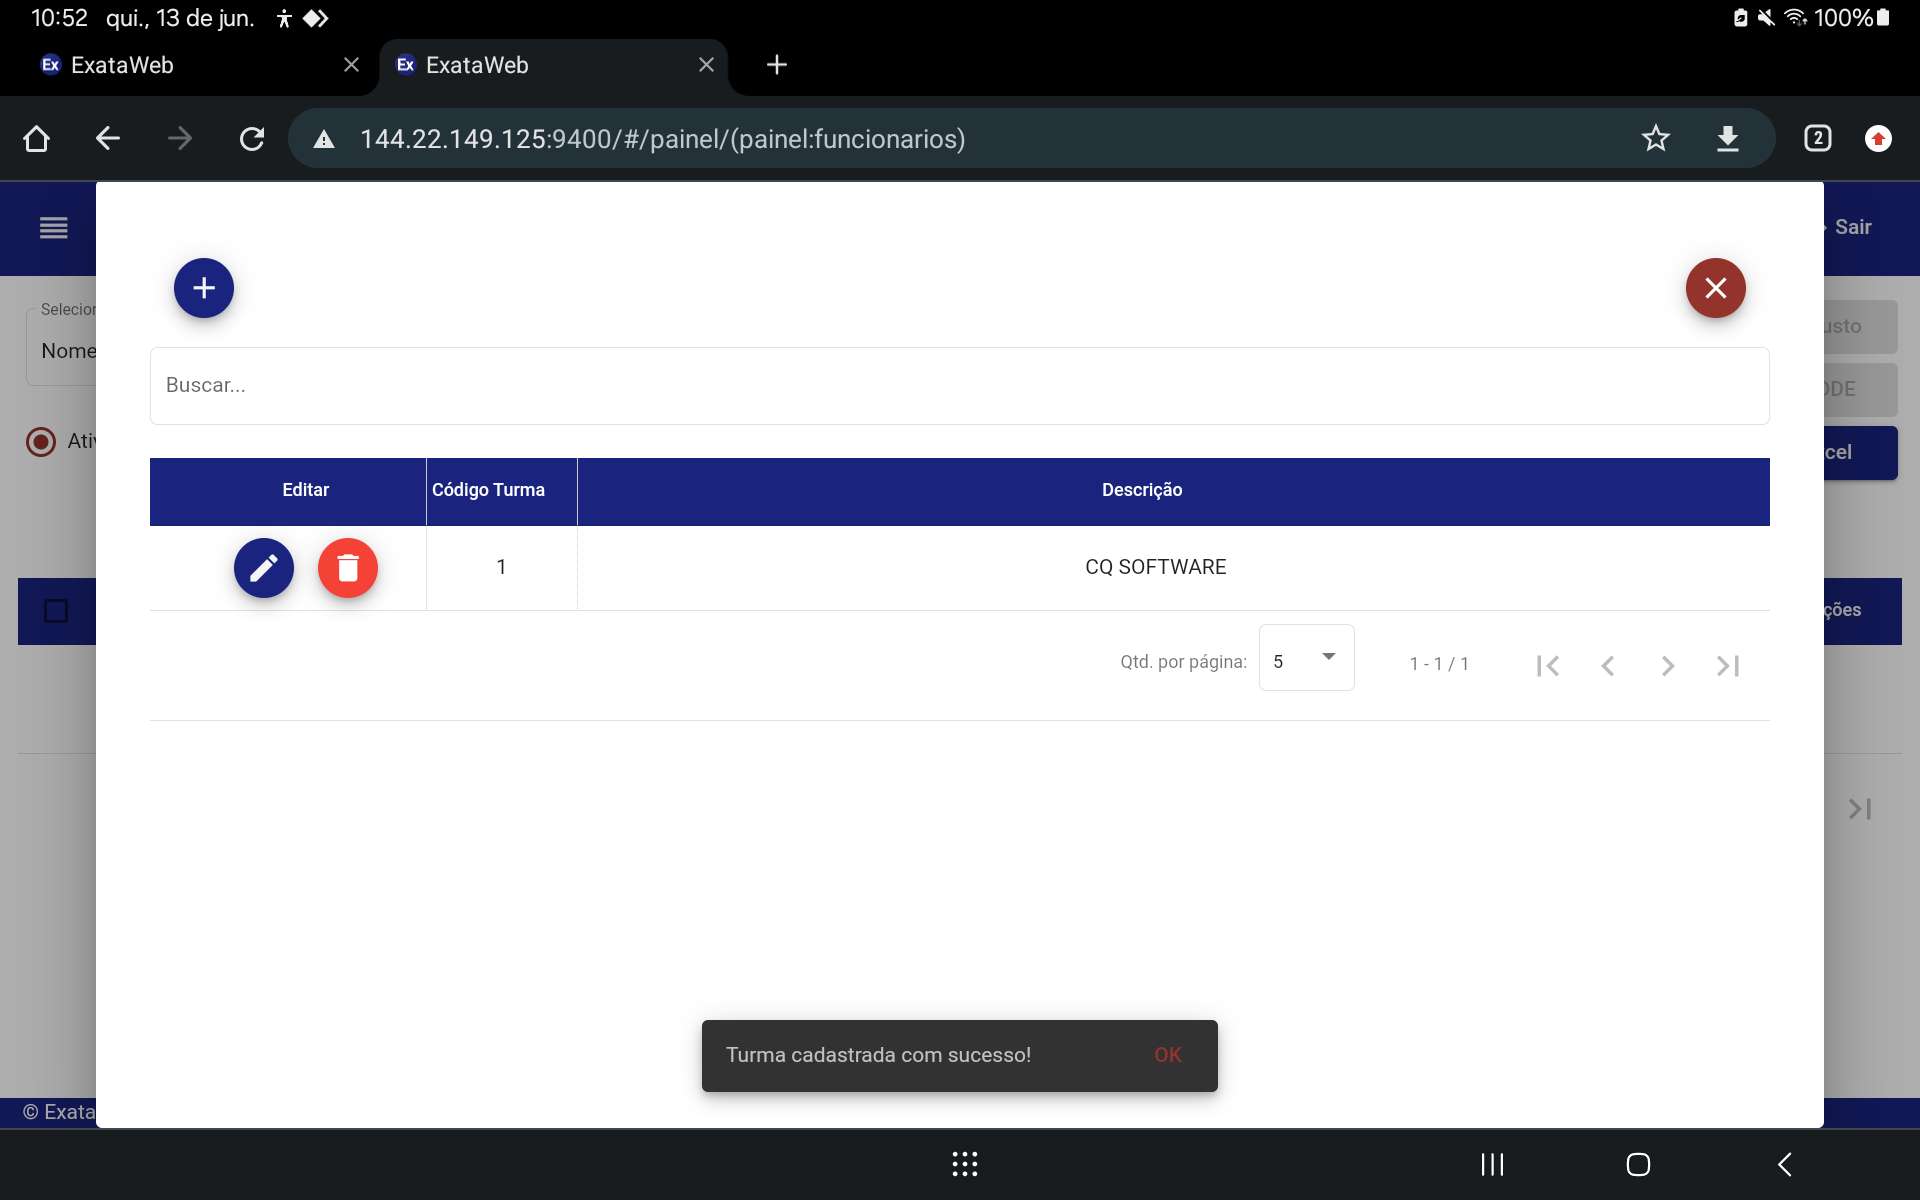 10:52 qui., 13 de jun. 100%
Ex ExataWeb Ex ExataWeb
144.22.149.125:9400/#/painel/(painel:funcionarios) 2
Sair
Selecior
Nome
usto
Buscar...
ODE
Ativ
cel
Editar Código Turma Descrição
1 CQ SOFTWARE
ções
Qtd. por página: 5 1 - 1 / 1
Turma cadastrada com sucesso! OK
© Exata